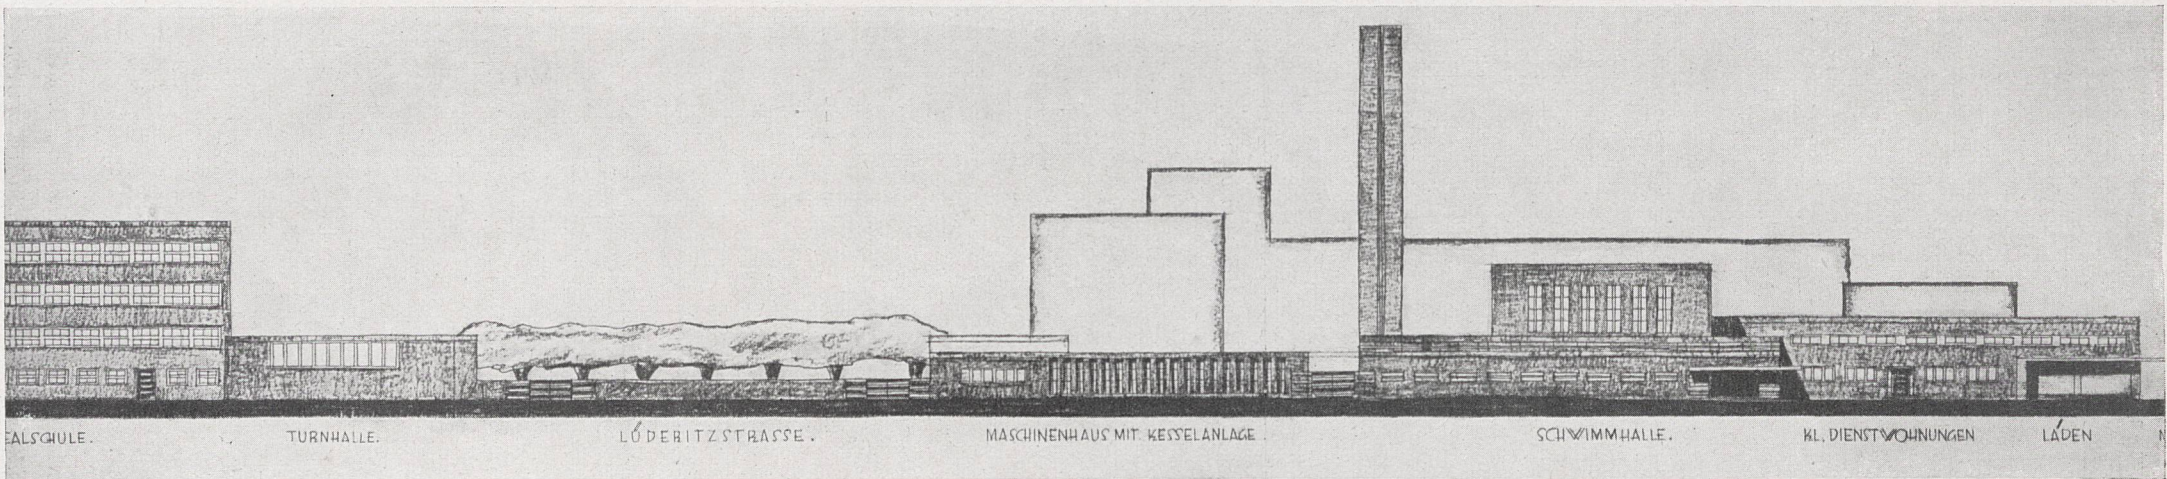 EALSCHULE.
TURNHALLE.
LÜDERITZSTRASSE.
MASCHINENHAUS MIT KESSELANLAGE.
SCHWIMMHALLE.
KL. DIENSTWOHNUNGEN
LÄDEN